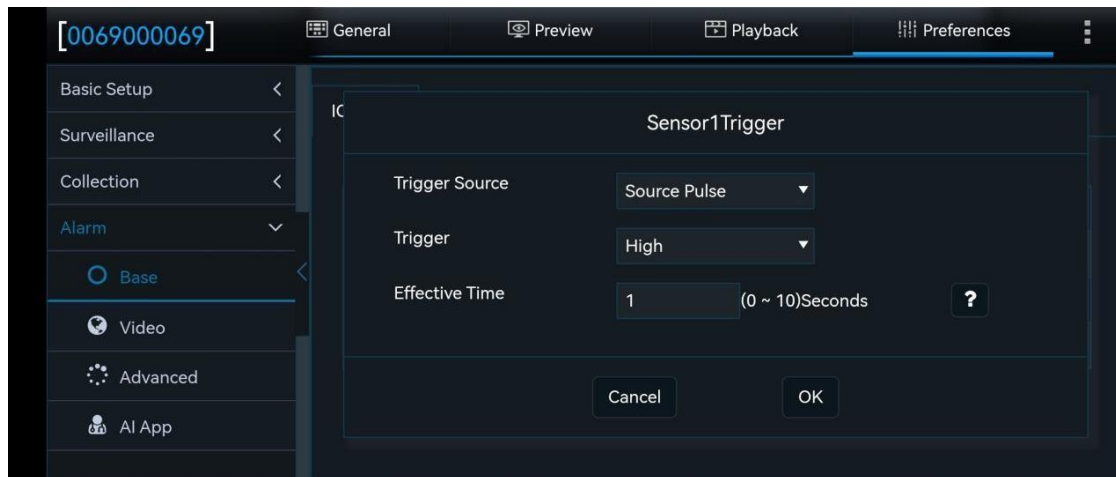 [0069000069]
General
Preview
Playback
Preferences
Basic Setup
Surveillance
Collection
Alarm
Base
Video
Advanced
AI App
Sensor1Trigger
Trigger Source
Source Pulse
Trigger
High
Effective Time
1
(0 ~ 10)Seconds
?
Cancel
OK